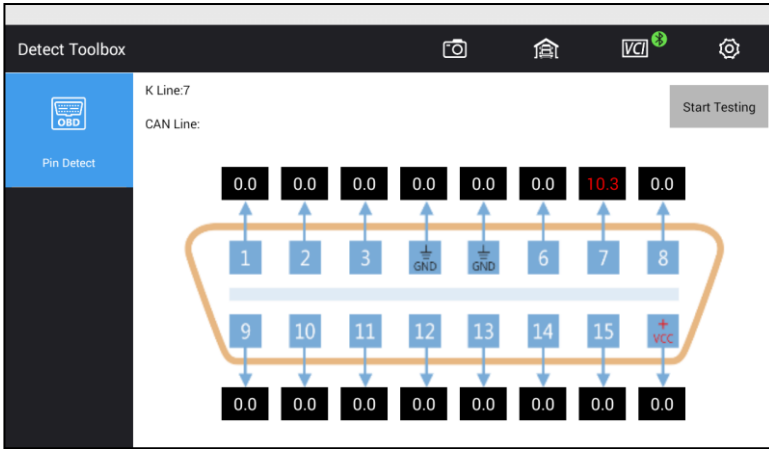 Detect Toolbox
VCI
OBD
Pin Detect
K Line:7
CAN Line:
Start Testing
0.0 0.0 0.0 0.0 0.0 0.0 10.3 0.0
1 2 3 GND GND 6 7 8
9 10 11 12 13 14 15 + VCC
0.0 0.0 0.0 0.0 0.0 0.0 0.0 0.0